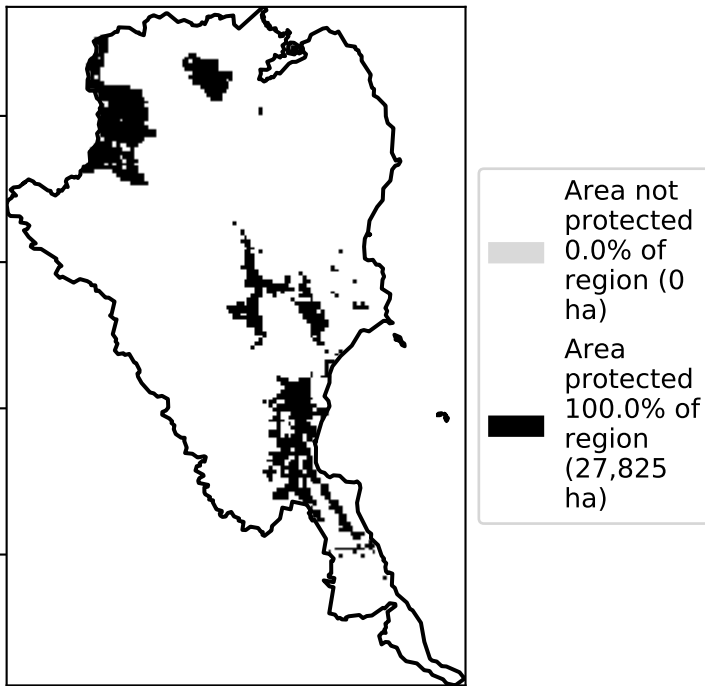 Area not
protected
0.0% of
region (0
ha)
Area
protected
100.0% of
region
(27,825
ha)